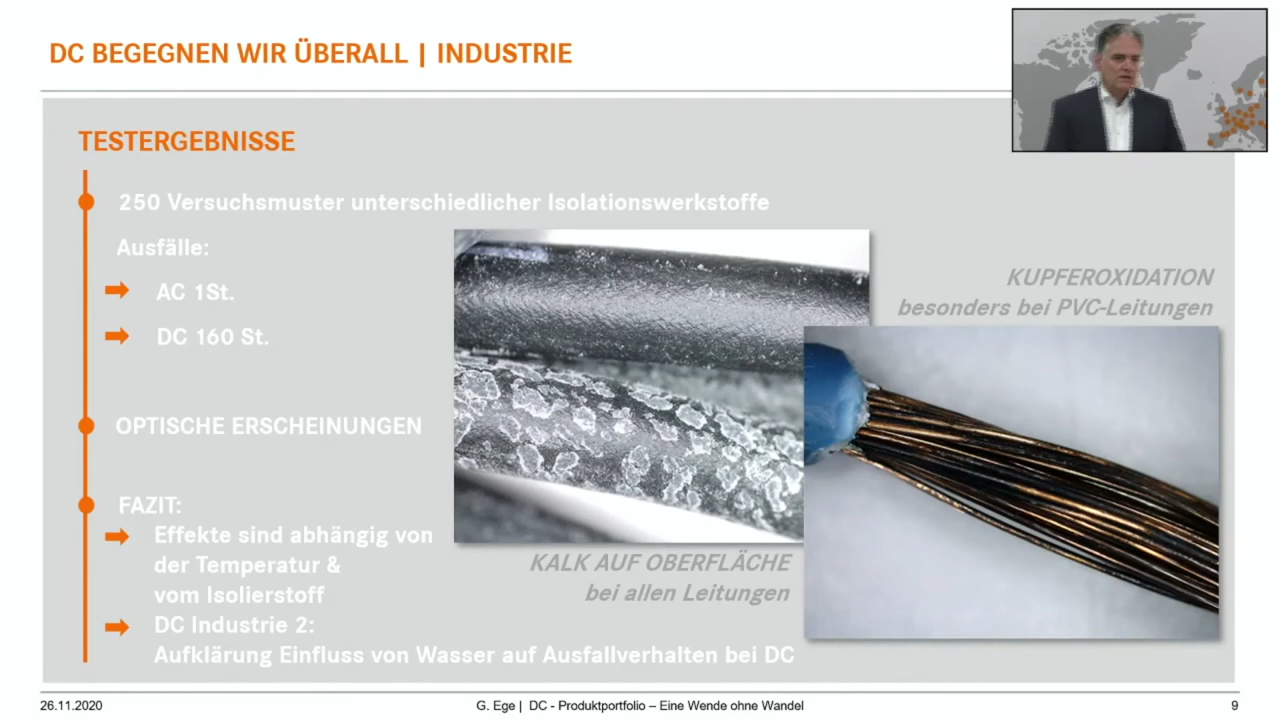 DC BEGEGNEN WIR ÜBERALL | INDUSTRIE
TESTERGEBNISSE
250 Versuchsmuster unterschiedlicher Isolationswerkstoffe
Ausfälle:
AC 1St.
DC 160 St.
OPTISCHE ERSCHEINUNGEN
FAZIT:
Effekte sind abhängig von
der Temperatur &
vom Isolierstoff
DC Industrie 2:
Aufklärung Einfluss von Wasser auf Ausfallverhalten bei DC
KUPFEROXIDATION
besonders bei PVC-Leitungen
KALK AUF OBERFLÄCHE
bei allen Leitungen
26.11.2020
G. Ege | DC - Produktportfolio – Eine Wende ohne Wandel
9